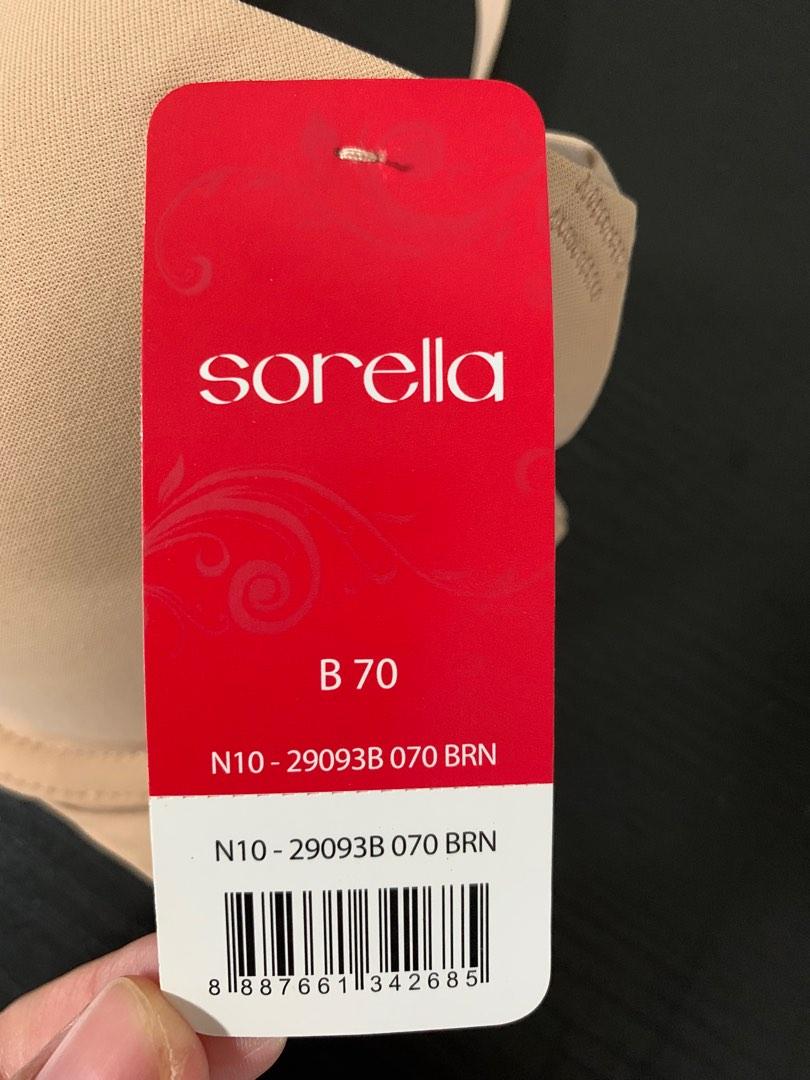 sorella
B 70
N10 - 29093B 070 BRN
N10 - 29093B 070 BRN
8 887661 342685